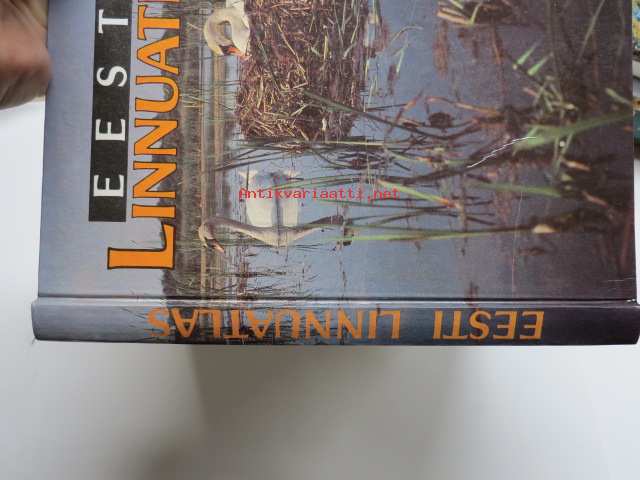 EEST
LINNUAT
Antikvariaatti.net
EESTI LINNUATLAS